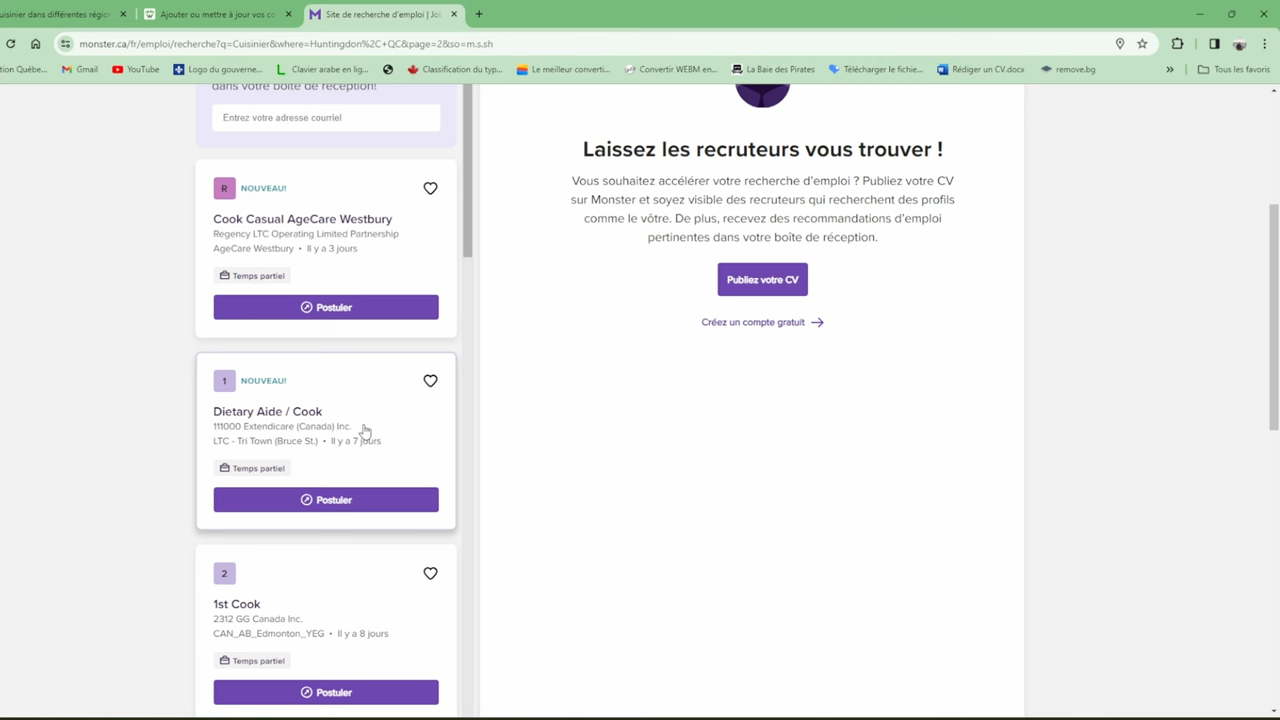 uisinier dans différentes région
Ajouter ou mettre à jour vos co
Site de recherche d'emploi | Job
monster.ca/fr/emploi/recherche?q=Cuisinier&where=Huntingdon%2C+QC&page=2&so=m.s.sh
tion Québe...
Gmail
YouTube
Logo du gouverne...
Clavier arabe en lig...
Classification du typ...
Le meilleur converti...
Convertir WEBM en...
La Baie des Pirates
Télécharger le fichie...
Rédiger un CV.docx
remove.bg
Tous les favoris
dans votre boîte de réception!
Entrez votre adresse courriel
R NOUVEAU!
Cook Casual AgeCare Westbury
Regency LTC Operating Limited Partnership
AgeCare Westbury • Il y a 3 jours
Temps partiel
Postuler
1 NOUVEAU!
Dietary Aide / Cook
111000 Extendicare (Canada) Inc.
LTC - Tri Town (Bruce St.) • Il y a 7 jours
Temps partiel
Postuler
2
1st Cook
2312 GG Canada Inc.
CAN_AB_Edmonton_YEG • Il y a 8 jours
Temps partiel
Postuler
Laissez les recruteurs vous trouver !
Vous souhaitez accélérer votre recherche d'emploi ? Publiez votre CV
sur Monster et soyez visible des recruteurs qui recherchent des profils
comme le vôtre. De plus, recevez des recommandations d'emploi
pertinentes dans votre boîte de réception.
Publiez votre CV
Créez un compte gratuit